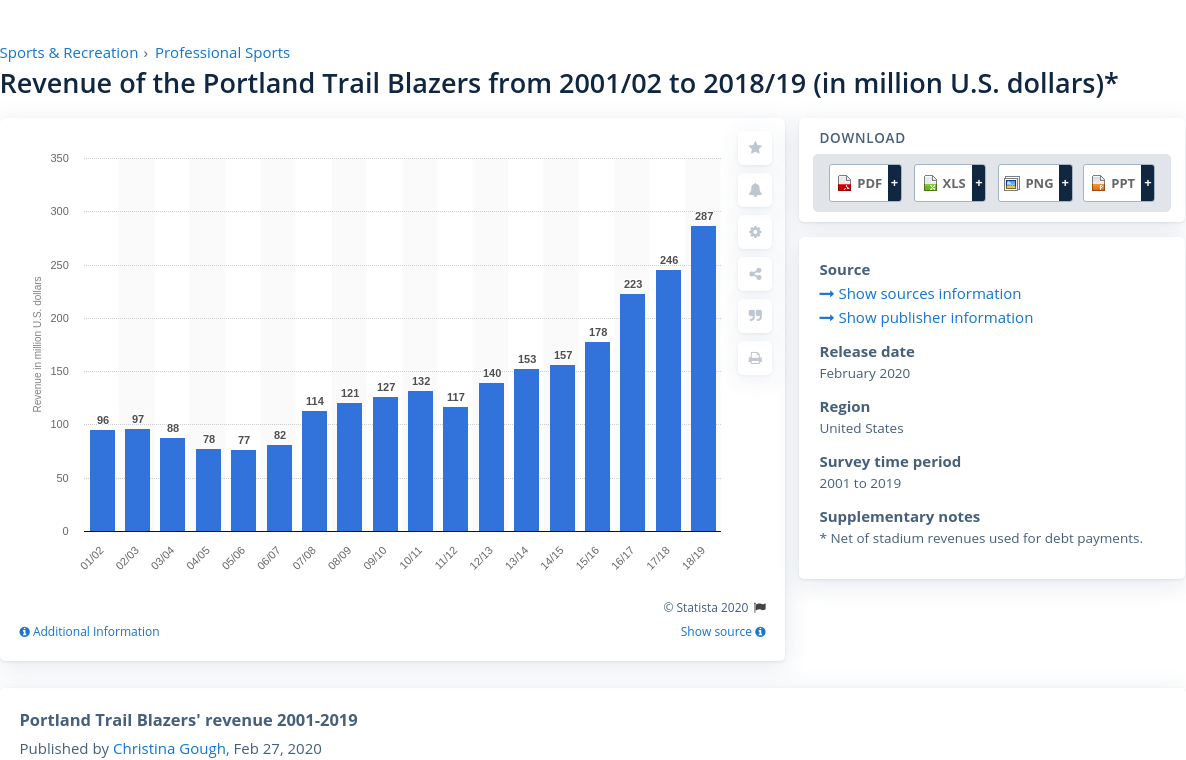 Sports & Recreation › Professional Sports
Revenue of the Portland Trail Blazers from 2001/02 to 2018/19 (in million U.S. dollars)*
Revenue in million U.S. dollars
350
300
250
200
150
100
50
0
96
97
88
78
77
82
114
121
127
132
117
140
153
157
178
223
246
287
01/02
02/03
03/04
04/05
05/06
06/07
07/08
08/09
09/10
10/11
11/12
12/13
13/14
14/15
15/16
16/17
17/18
18/19
© Statista 2020
Additional Information
Show source
DOWNLOAD
PDF + XLS + PNG + PPT +
Source
Show sources information
Show publisher information
Release date
February 2020
Region
United States
Survey time period
2001 to 2019
Supplementary notes
* Net of stadium revenues used for debt payments.
Portland Trail Blazers' revenue 2001-2019
Published by Christina Gough, Feb 27, 2020